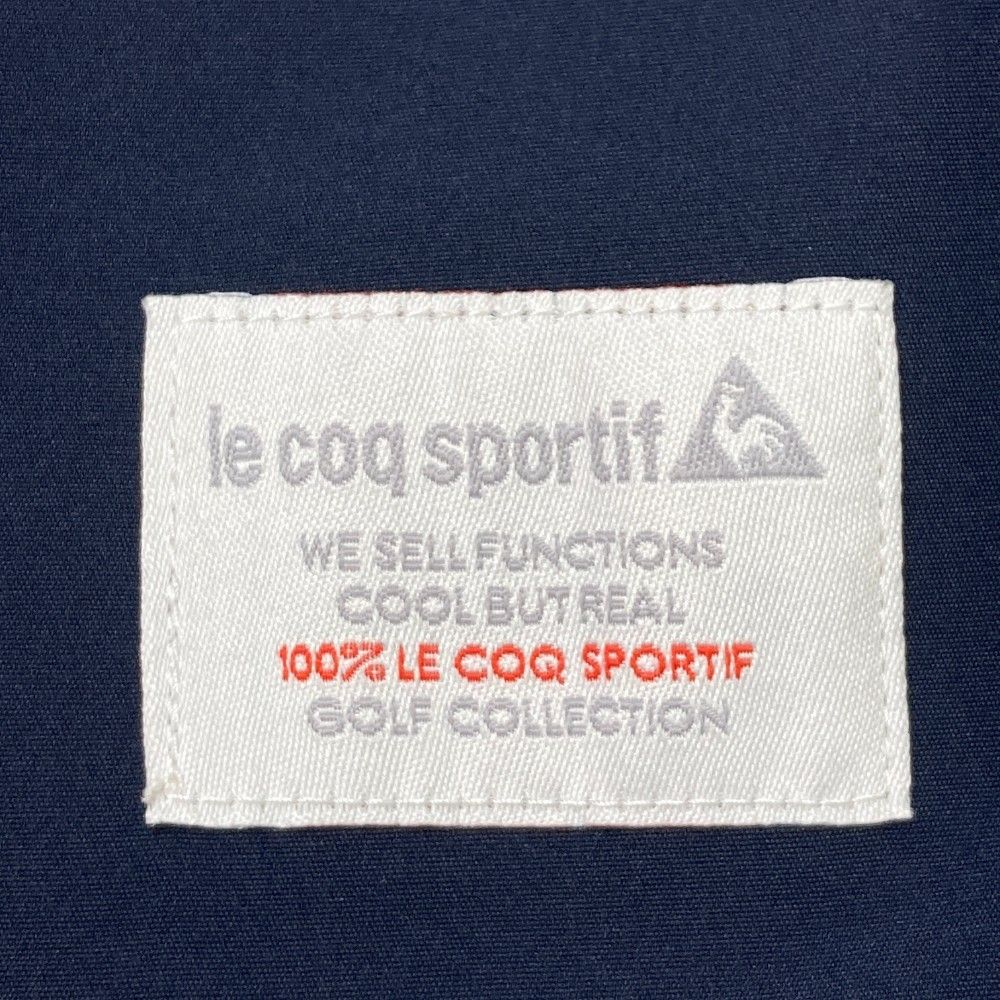 le coq sportif
WE SELL FUNCTIONS
COOL BUT REAL
100% LE COQ SPORTIF
GOLF COLLECTION